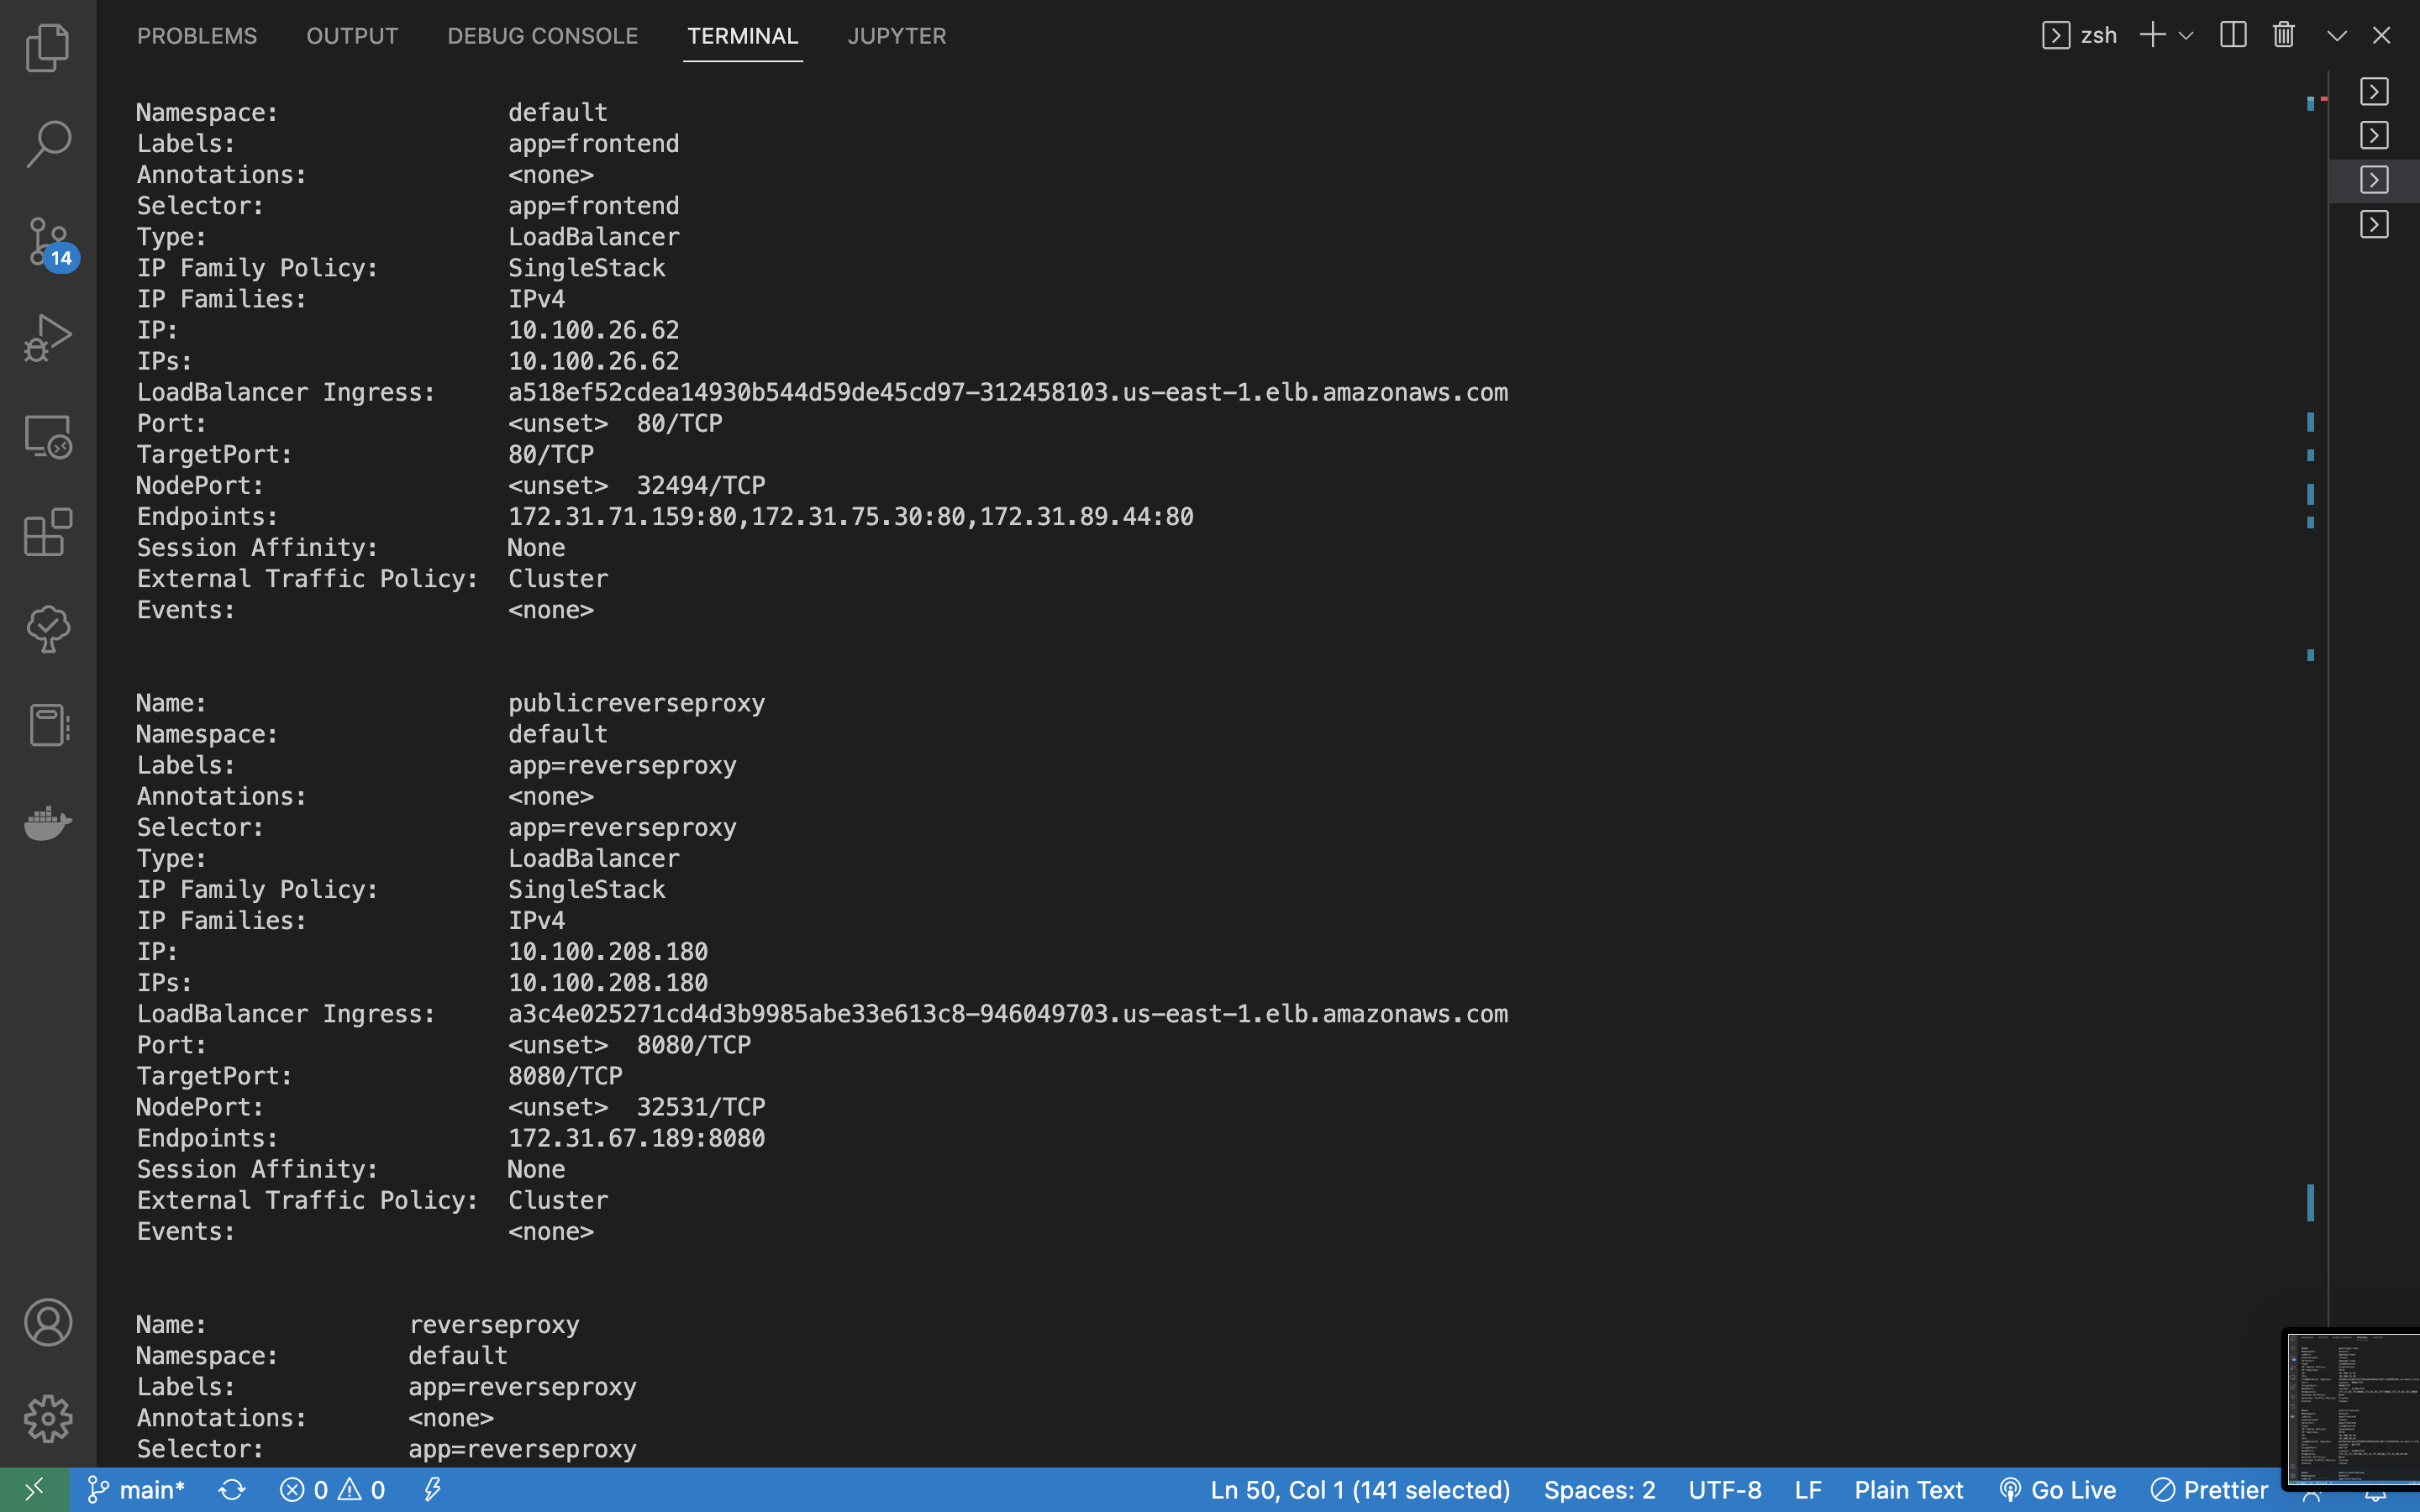 PROBLEMS OUTPUT DEBUG CONSOLE TERMINAL JUPYTER zsh
Namespace: default
Labels: app=frontend
Annotations: <none>
Selector: app=frontend
Type: LoadBalancer
IP Family Policy: SingleStack
IP Families: IPv4
IP: 10.100.26.62
IPs: 10.100.26.62
LoadBalancer Ingress: a518ef52cdea14930b544d59de45cd97-312458103.us-east-1.elb.amazonaws.com
Port: <unset> 80/TCP
TargetPort: 80/TCP
NodePort: <unset> 32494/TCP
Endpoints: 172.31.71.159:80,172.31.75.30:80,172.31.89.44:80
Session Affinity: None
External Traffic Policy: Cluster
Events: <none>
Name: publicreverseproxy
Namespace: default
Labels: app=reverseproxy
Annotations: <none>
Selector: app=reverseproxy
Type: LoadBalancer
IP Family Policy: SingleStack
IP Families: IPv4
IP: 10.100.208.180
IPs: 10.100.208.180
LoadBalancer Ingress: a3c4e025271cd4d3b9985abe33e613c8-946049703.us-east-1.elb.amazonaws.com
Port: <unset> 8080/TCP
TargetPort: 8080/TCP
NodePort: <unset> 32531/TCP
Endpoints: 172.31.67.189:8080
Session Affinity: None
External Traffic Policy: Cluster
Events: <none>
Name: reverseproxy
Namespace: default
Labels: app=reverseproxy
Annotations: <none>
Selector: app=reverseproxy
14
main* 0 0 Ln 50, Col 1 (141 selected) Spaces: 2 UTF-8 LF Plain Text Go Live Prettier